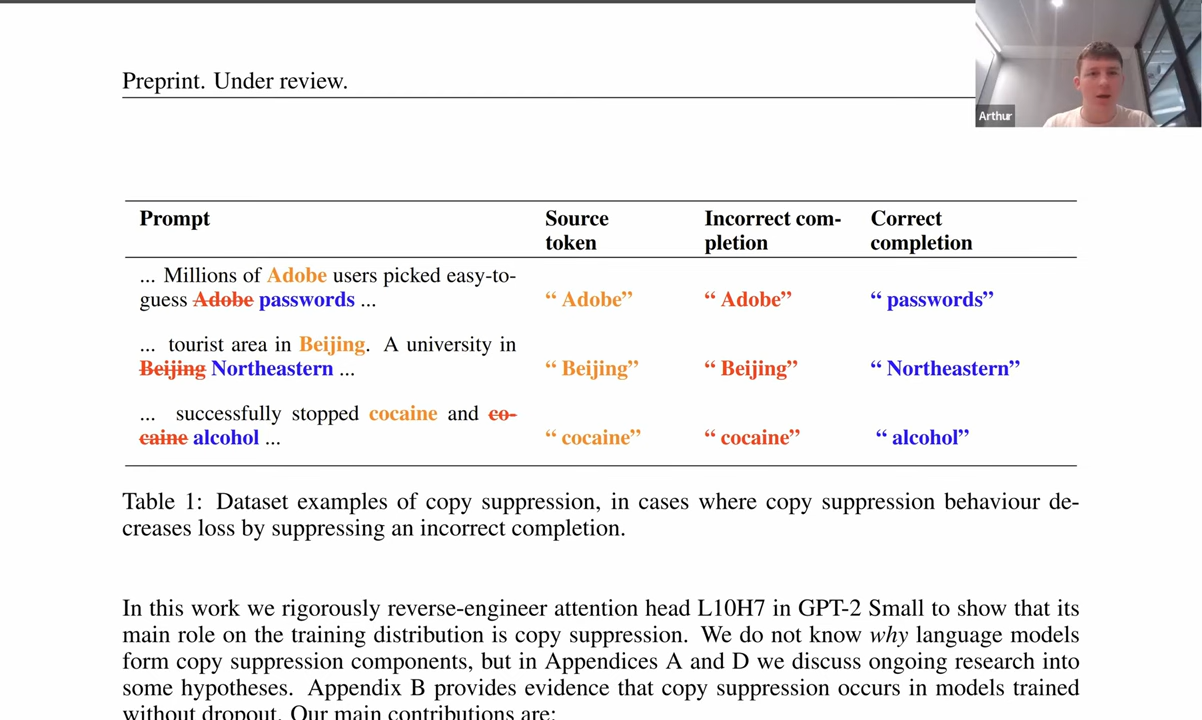 Preprint. Under review.
Arthur
Prompt Source token Incorrect com-pletion Correct completion
... Millions of Adobe users picked easy-to-
guess Adobe passwords ... “ Adobe” “ Adobe” “ passwords”
... tourist area in Beijing. A university in
Beijing Northeastern ... “ Beijing” “ Beijing” “ Northeastern”
... successfully stopped cocaine and co-
caine alcohol ... “ cocaine” “ cocaine” “ alcohol”
Table 1: Dataset examples of copy suppression, in cases where copy suppression behaviour de-
creases loss by suppressing an incorrect completion.
In this work we rigorously reverse-engineer attention head L10H7 in GPT-2 Small to show that its
main role on the training distribution is copy suppression. We do not know why language models
form copy suppression components, but in Appendices A and D we discuss ongoing research into
some hypotheses. Appendix B provides evidence that copy suppression occurs in models trained
without dropout. Our main contributions are: